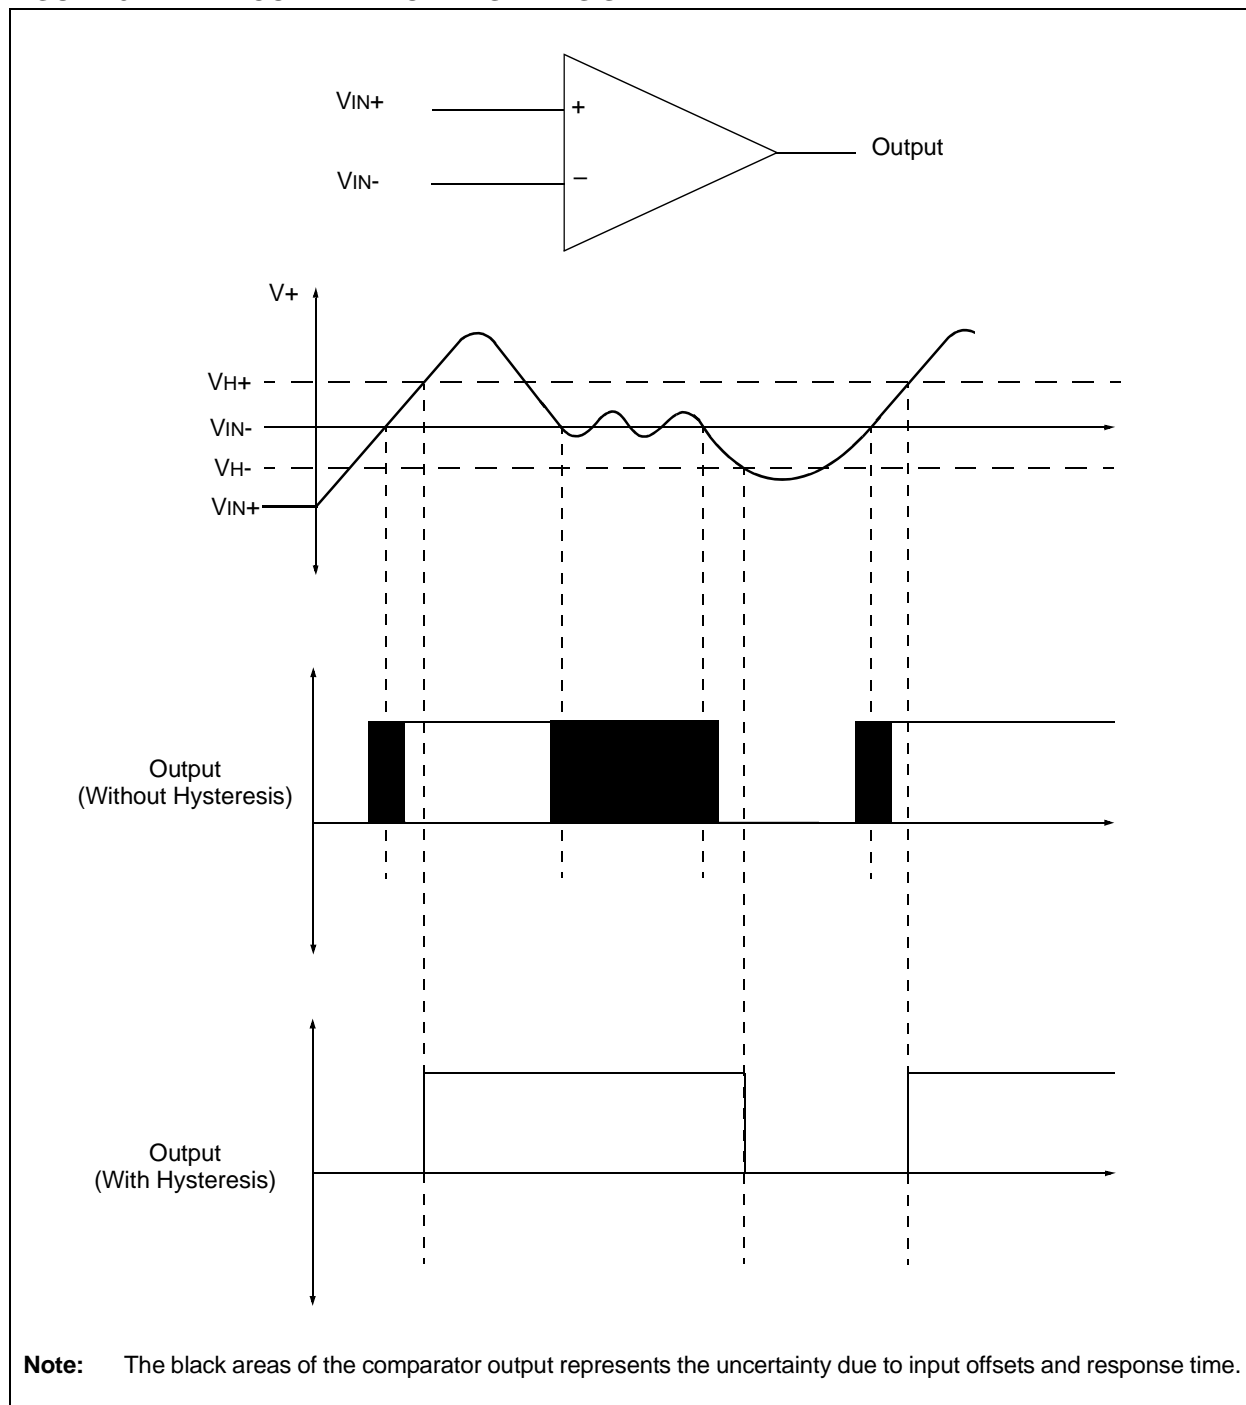 VIN+
+
Output
VIN-
–
V+
VH+
VIN-
VH-
VIN+
Output
(Without Hysteresis)
Output
(With Hysteresis)
Note: The black areas of the comparator output represents the uncertainty due to input offsets and response time.